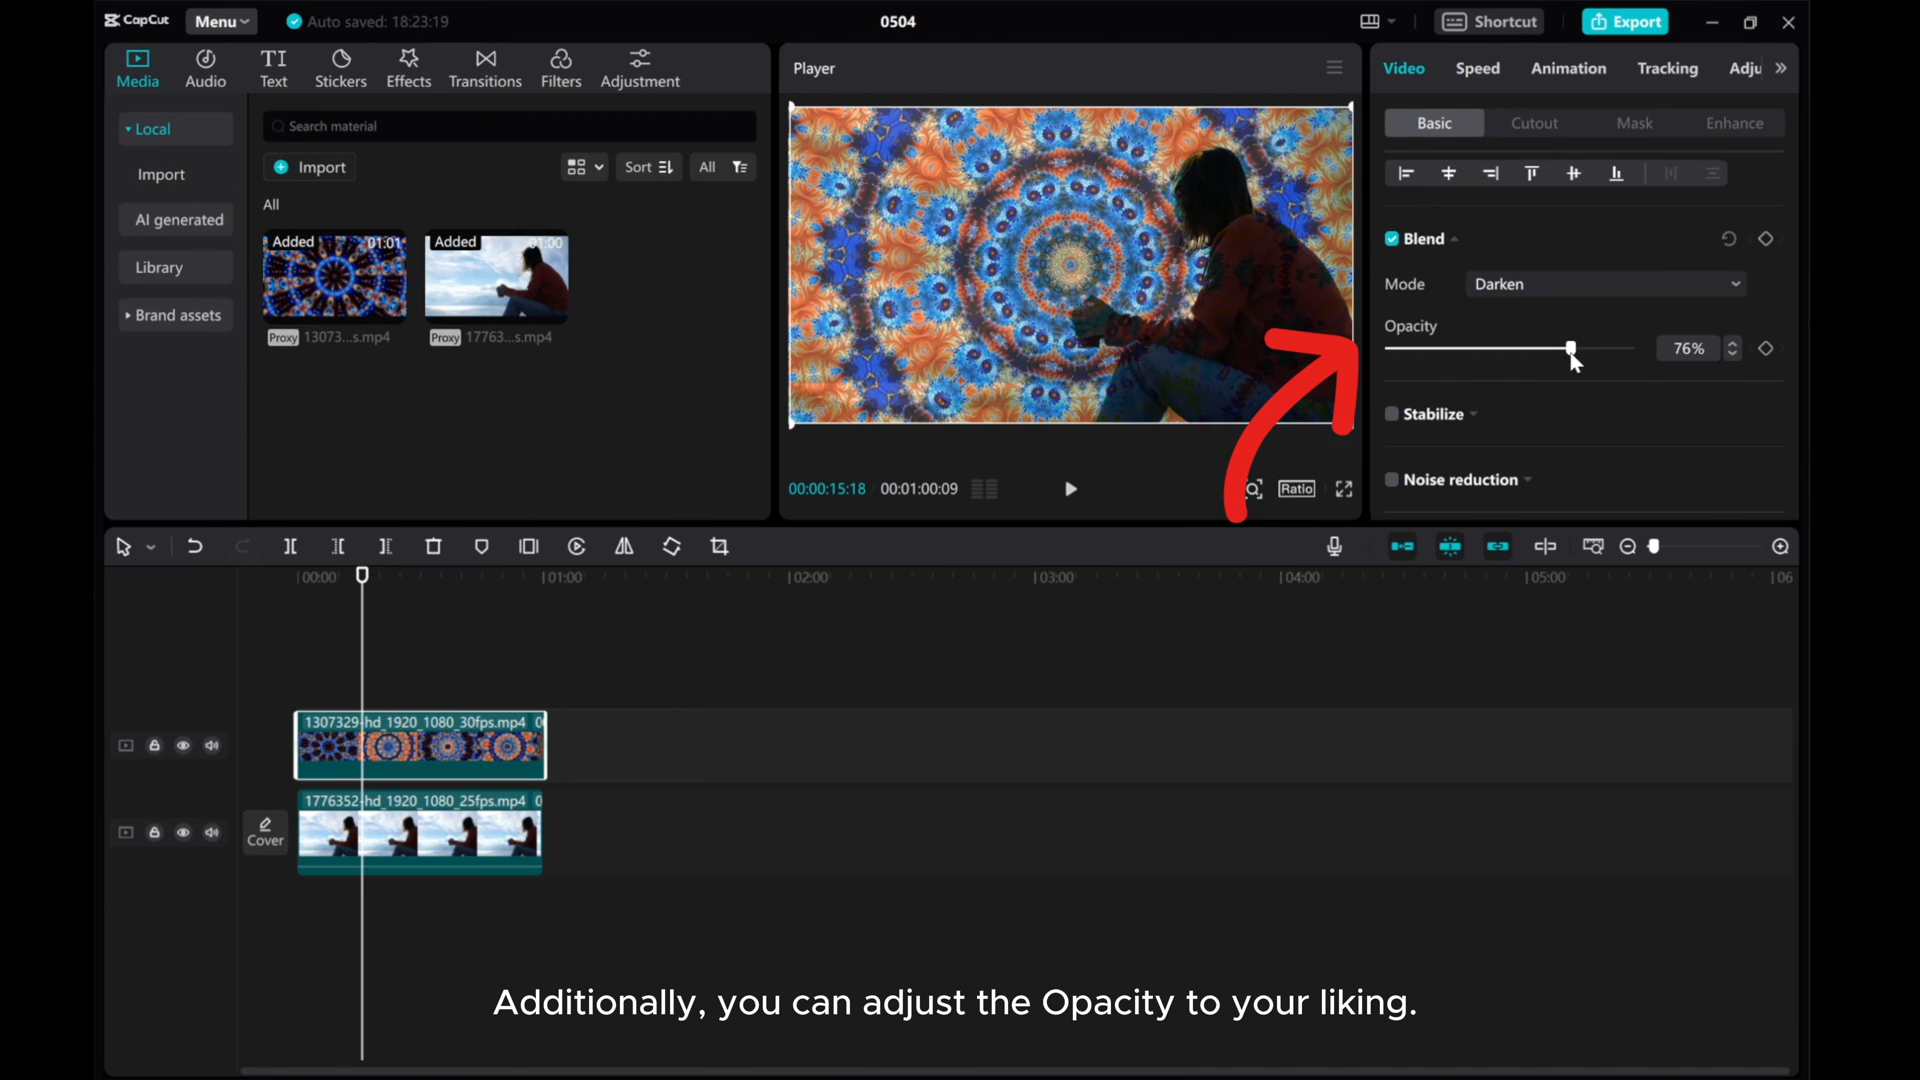 CapCut
Menu
Auto saved: 18:23:19
0504
Shortcut
Export
Media
Audio
TI
Text
Stickers
Effects
Transitions
Filters
Adjustment
Player
Video
Speed
Animation
Tracking
Adju
Local
Import
AI generated
Library
Brand assets
Search material
Import
Sort
All
All
Added
01:01
Added
01:00
Proxy 13073...s.mp4
Proxy 17763...s.mp4
Basic
Cutout
Mask
Enhance
Blend
Mode
Darken
Opacity
76%
Stabilize
Noise reduction
00:00:15:18
00:01:00:09
Ratio
00:00
01:00
02:00
03:00
04:00
05:00
06
1307329-hd_1920_1080_30fps.mp4 0
1776352-hd_1920_1080_25fps.mp4 0
Cover
Additionally, you can adjust the Opacity to your liking.